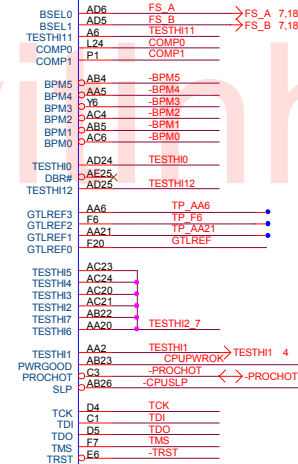 BSEL0 AD6 FS_A FS_A 7,18
BSEL1 AD5 FS_B FS_B 7,18
TESTHI11 A6 TESTHI11
COMP0 L24 COMP0
COMP1 P1 COMP1
BPM5 AB4 -BPM5
BPM4 AA5 -BPM4
BPM3 Y6 -BPM3
BPM2 AC4 -BPM2
BPM1 AB5 -BPM1
BPM0 AC6 -BPM0
TESTHI0 AD24 TESTHI0
DBR# AE25
TESTHI12 AD25 TESTHI12
GTLREF3 AA6 TP_AA6
GTLREF2 F6 TP_F6
GTLREF1 AA21 TP_AA21
GTLREF0 F20 GTLREF
TESTHI5 AC23
TESTHI4 AC24
TESTHI3 AC20
TESTHI2 AC21
TESTHI7 AB22
TESTHI6 AA20 TESTHI2_7
TESTHI1 AA2 TESTHI1 TESTHI1 4
PWRGOOD AB23 CPUPWROK
PROCHOT C3 -PROCHOT -PROCHOT
SLP AB26 -CPUSLP
TCK D4 TCK
TDI C1 TDI
TDO D5 TDO
TMS F7 TMS
TRST E6 -TRST